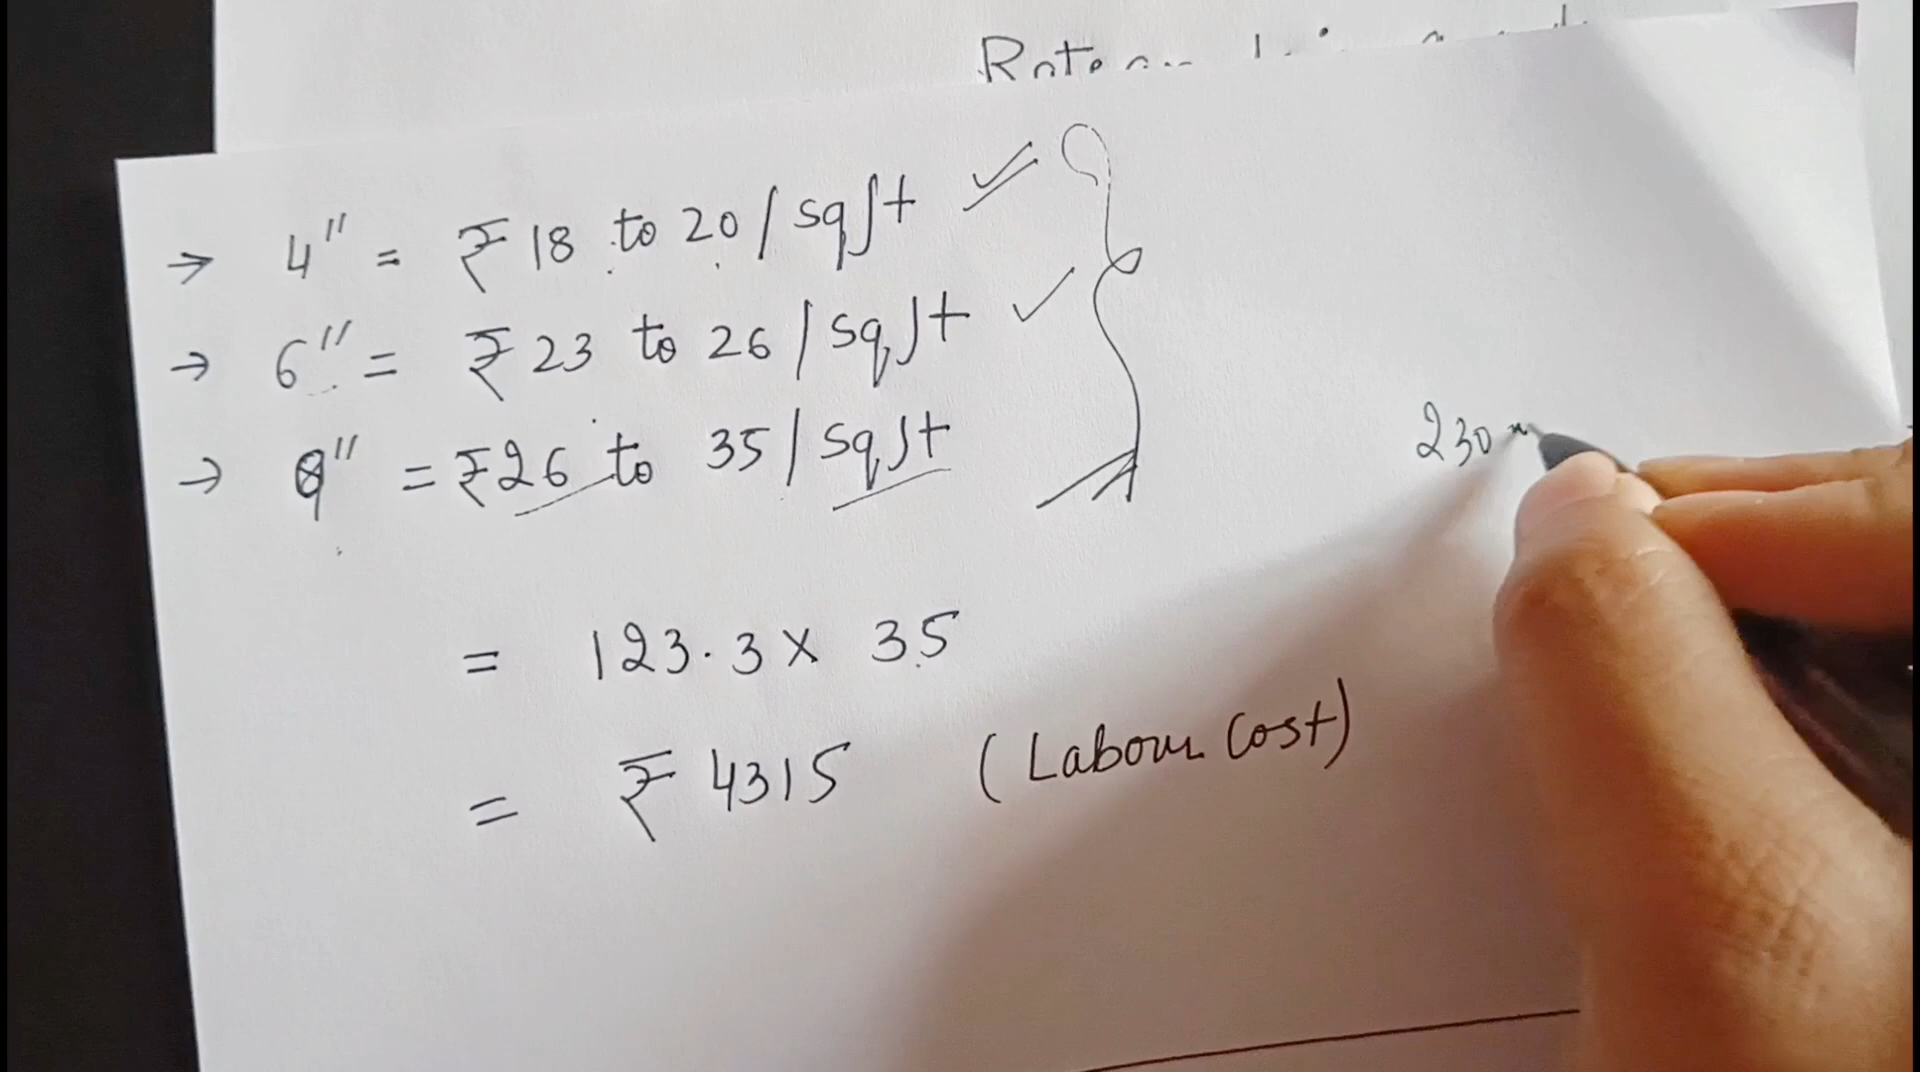 → 4" = ₹ 18 to 20 / sqft
→ 6" = ₹ 23 to 26 / sqft
→ 9" = ₹ 26 to 35 / sqft
230
= 123.3 x 35
= ₹ 4315 (Labour Cost)